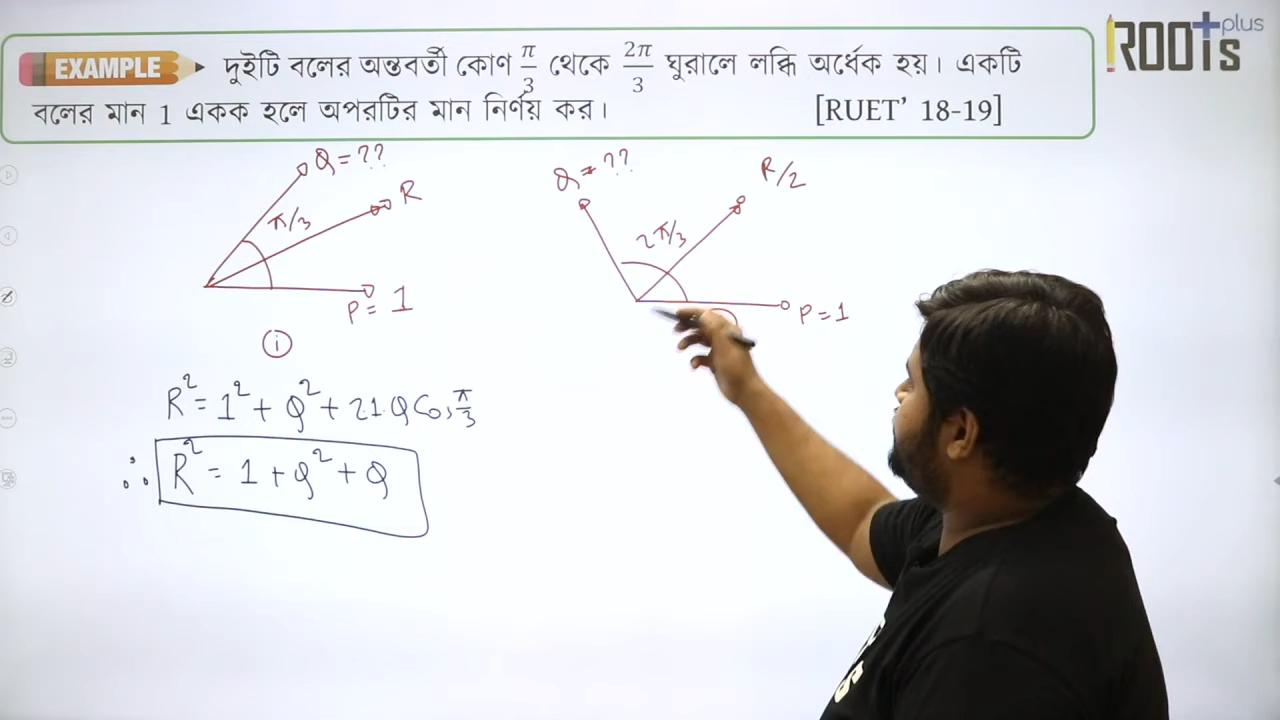 EXAMPLE দুইটি বলের অন্তবর্তী কোণ π/3 থেকে 2π/3 ঘুরালে লব্ধি অর্ধেক হয়। একটি
বলের মান 1 একক হলে অপরটির মান নির্ণয় কর। [RUET' 18-19]
ROOTs plus
Q = ??
R
π/3
P = 1
i
Q = ??
R/2
2π/3
P = 1
R² = 1² + Q² + 2.1.Q Cos π/3
∴ R² = 1 + Q² + Q